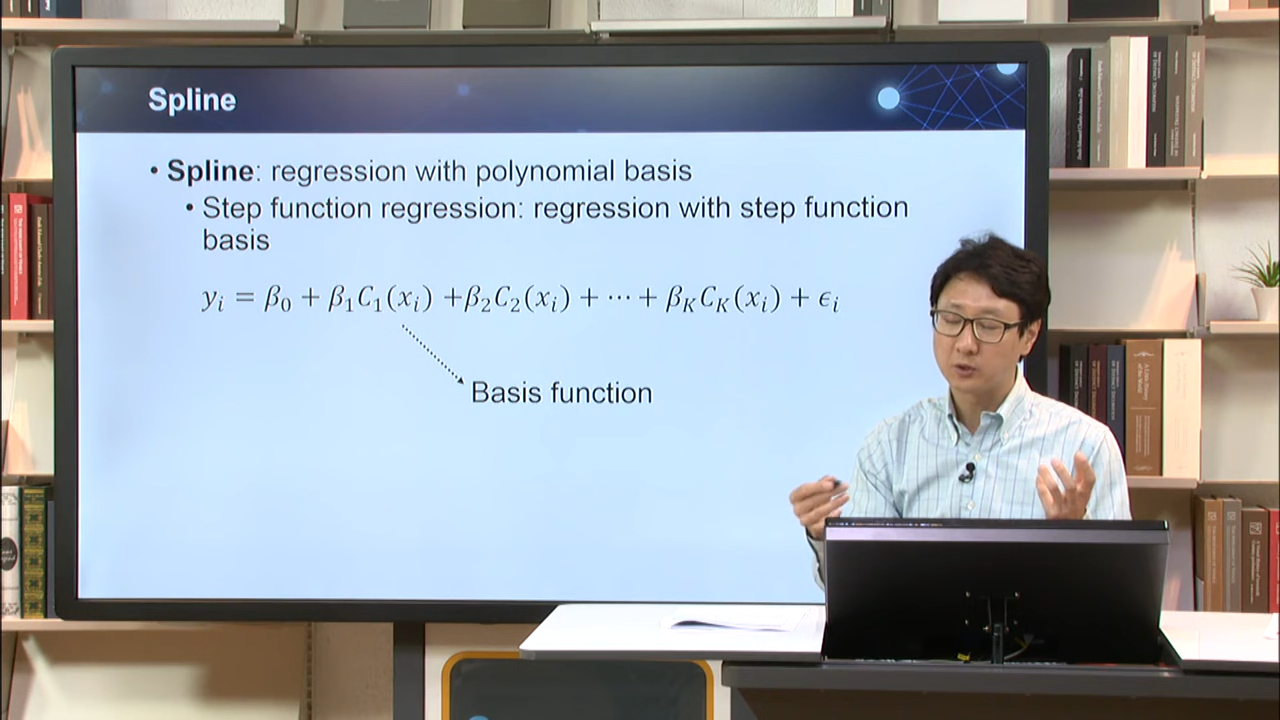 Spline
• Spline: regression with polynomial basis
• Step function regression: regression with step function
basis
yᵢ = β₀ + β₁C₁(xᵢ) +β₂C₂(xᵢ) + ⋯ + β_K C_K(xᵢ) + ϵᵢ
Basis function